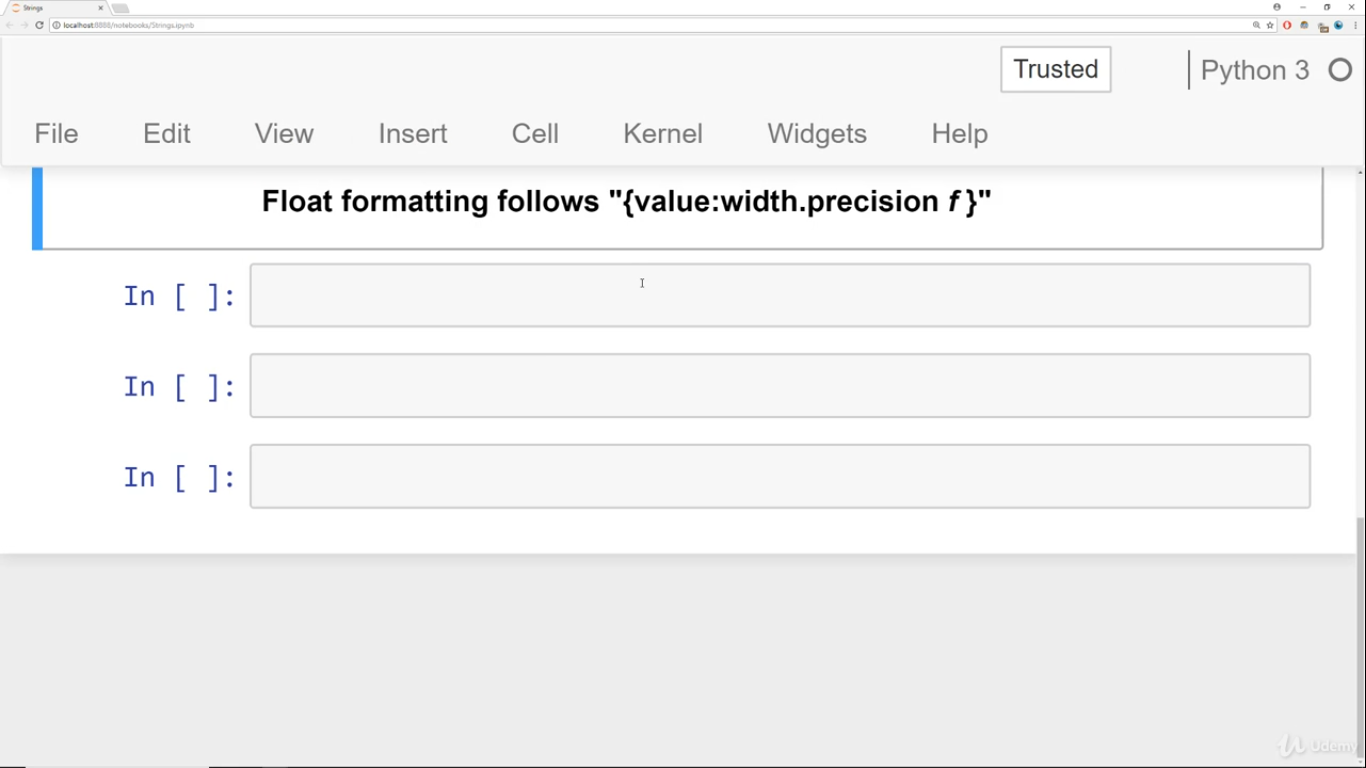 Strings
localhost:8888/notebooks/Strings.ipynb
Trusted
Python 3
File Edit View Insert Cell Kernel Widgets Help
Float formatting follows "{value:width.precision f }"
In [ ]:
In [ ]:
In [ ]:
Udemy